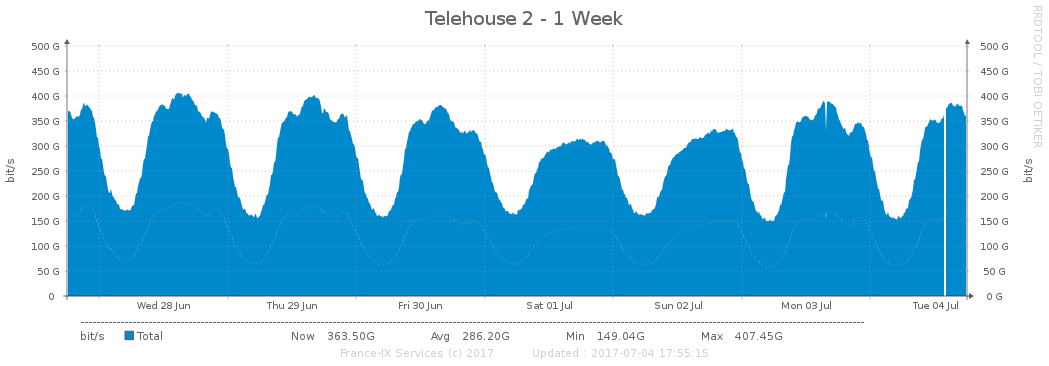 Telehouse 2 - 1 Week
RRDTOOL / TOBI OETIKER
500 G 500 G
450 G 450 G
400 G 400 G
350 G 350 G
300 G 300 G
250 G 250 G
200 G 200 G
150 G 150 G
100 G 100 G
50 G 50 G
0 0 G
bit/s bit/s
Wed 28 Jun Thu 29 Jun Fri 30 Jun Sat 01 Jul Sun 02 Jul Mon 03 Jul Tue 04 Jul
bit/s Total Now 363.50G Avg 286.20G Min 149.04G Max 407.45G
France-IX Services (c) 2017 Updated : 2017-07-04 17:55:15